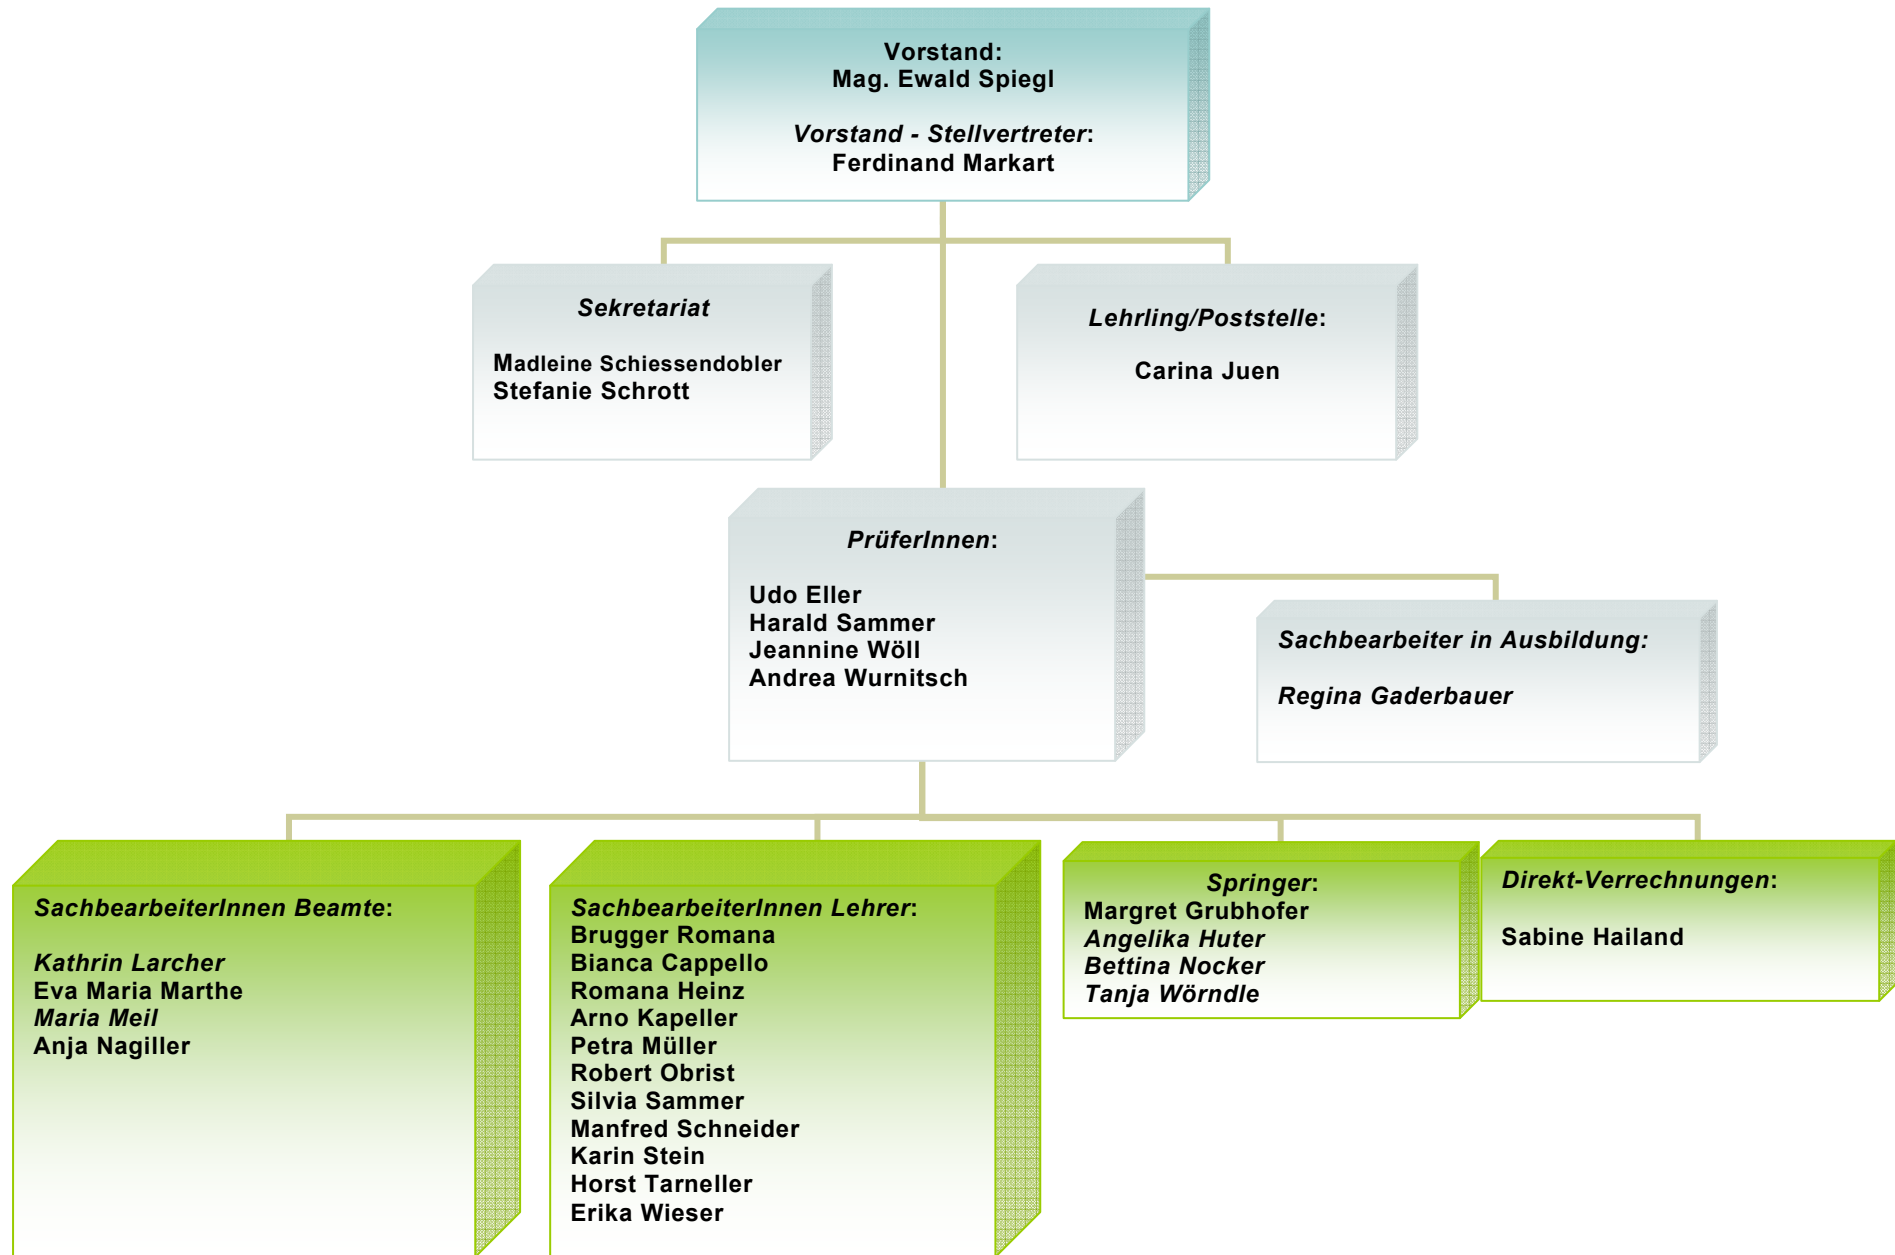 Vorstand:
Mag. Ewald Spiegl
Vorstand - Stellvertreter:
Ferdinand Markart
Sekretariat
Madleine Schiessendobler
Stefanie Schrott
Lehrling/Poststelle:
Carina Juen
PrüferInnen:
Udo Eller
Harald Sammer
Jeannine Wöll
Andrea Wurnitsch
Sachbearbeiter in Ausbildung:
Regina Gaderbauer
SachbearbeiterInnen Beamte:
Kathrin Larcher
Eva Maria Marthe
Maria Meil
Anja Nagiller
SachbearbeiterInnen Lehrer:
Brugger Romana
Bianca Cappello
Romana Heinz
Arno Kapeller
Petra Müller
Robert Obrist
Silvia Sammer
Manfred Schneider
Karin Stein
Horst Tarneller
Erika Wieser
Springer:
Margret Grubhofer
Angelika Huter
Bettina Nocker
Tanja Wörndle
Direkt-Verrechnungen:
Sabine Hailand